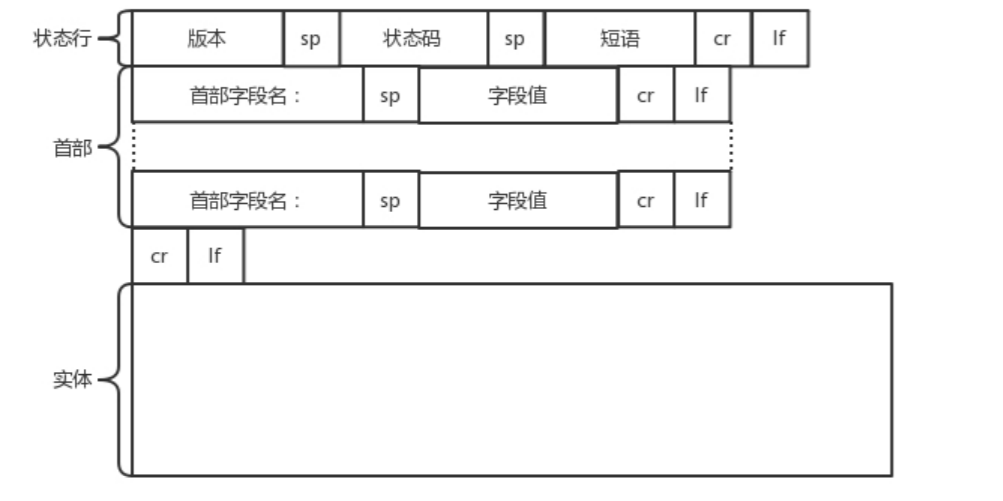 状态行 版本 sp 状态码 sp 短语 cr lf
首部字段名： sp 字段值 cr lf
首部
首部字段名： sp 字段值 cr lf
cr lf
实体